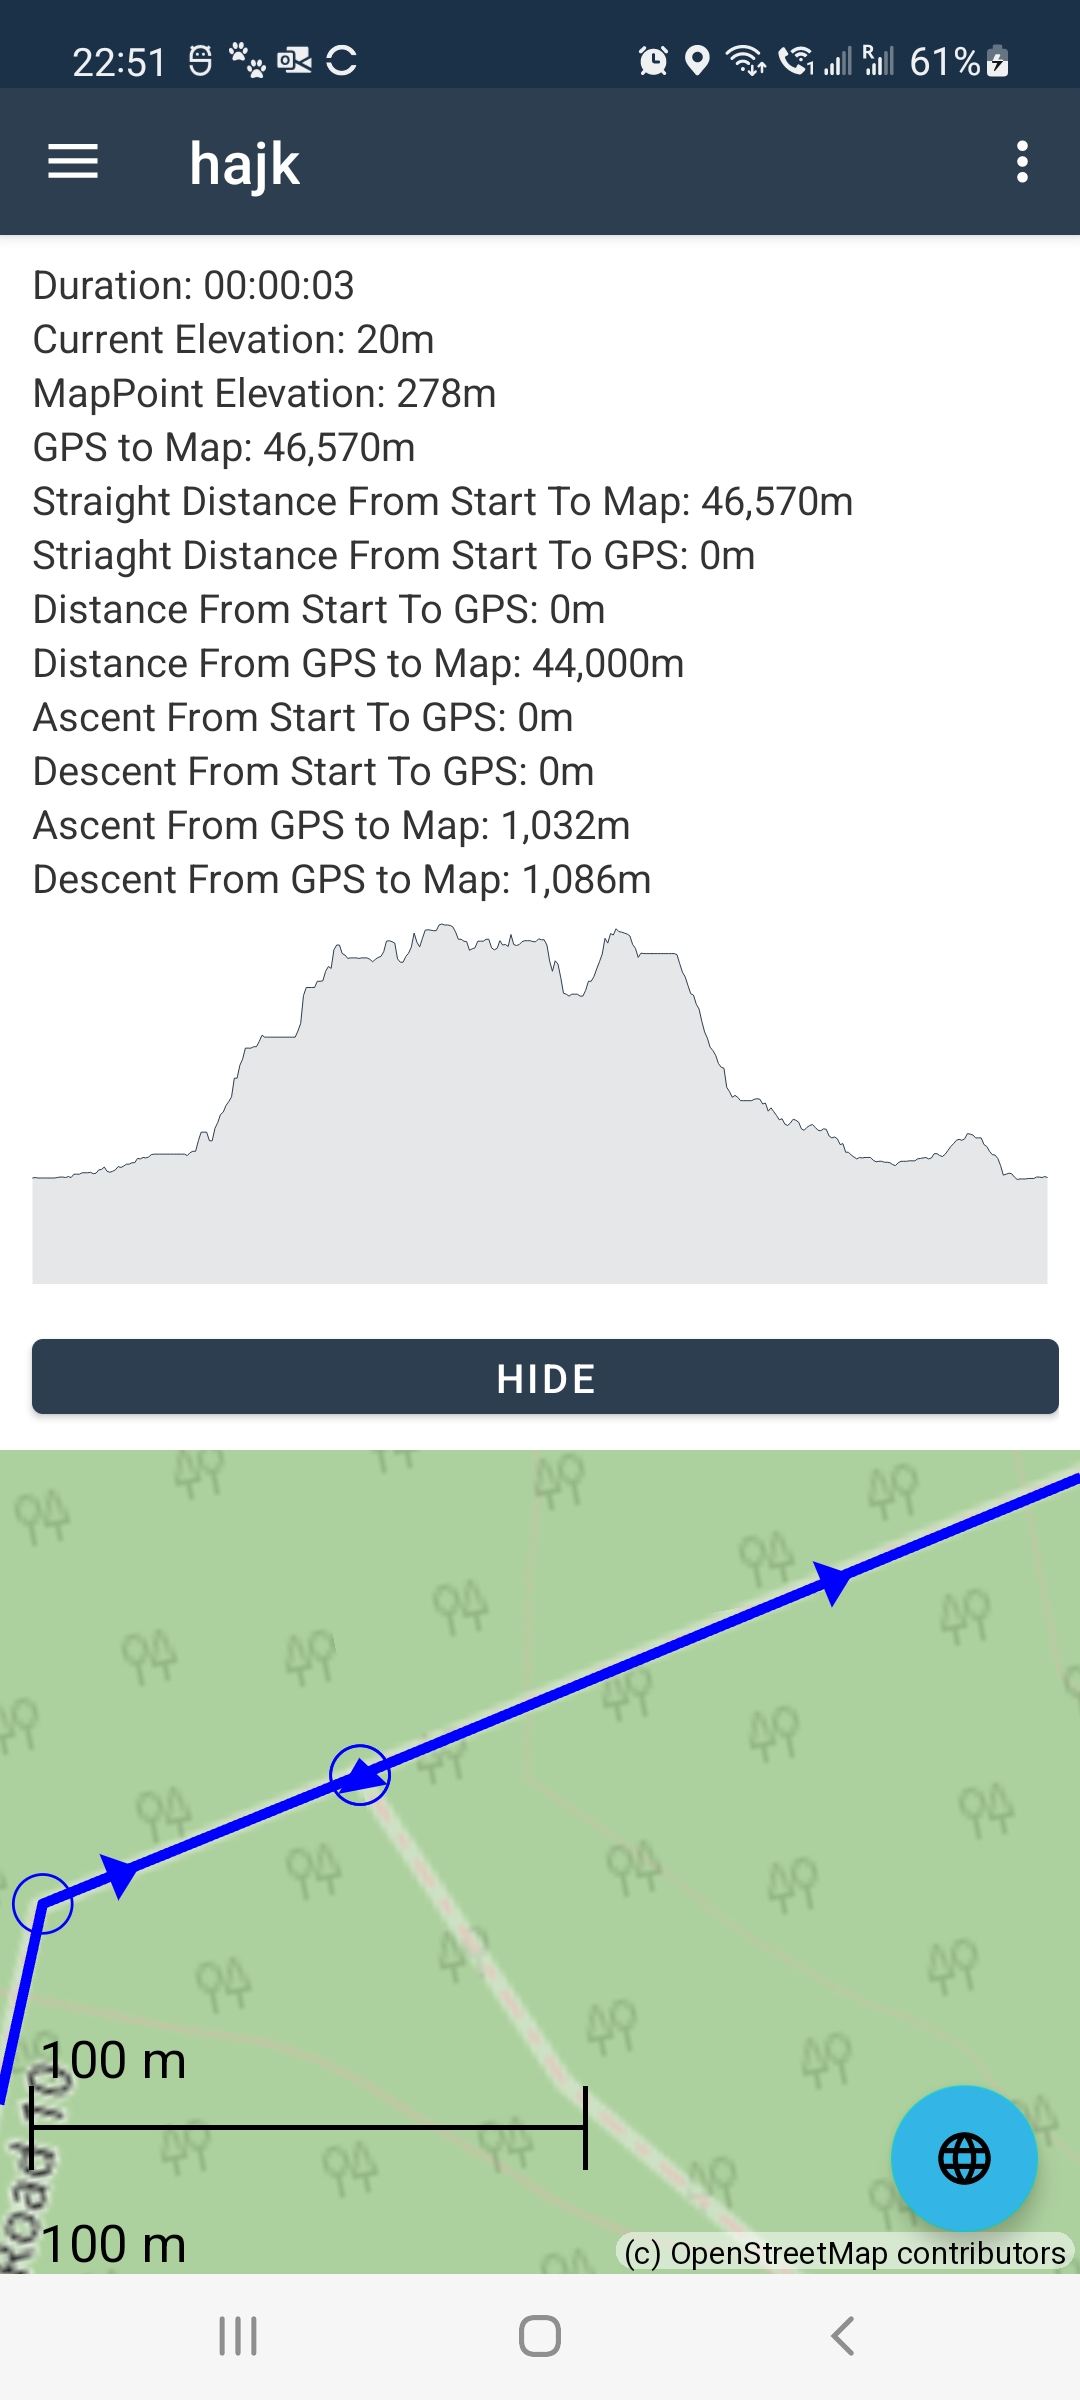 22:51
61%
hajk
Duration: 00:00:03
Current Elevation: 20m
MapPoint Elevation: 278m
GPS to Map: 46,570m
Straight Distance From Start To Map: 46,570m
Striaght Distance From Start To GPS: 0m
Distance From Start To GPS: 0m
Distance From GPS to Map: 44,000m
Ascent From Start To GPS: 0m
Descent From Start To GPS: 0m
Ascent From GPS to Map: 1,032m
Descent From GPS to Map: 1,086m
HIDE
100 m
Road 10
100 m
(c) OpenStreetMap contributors